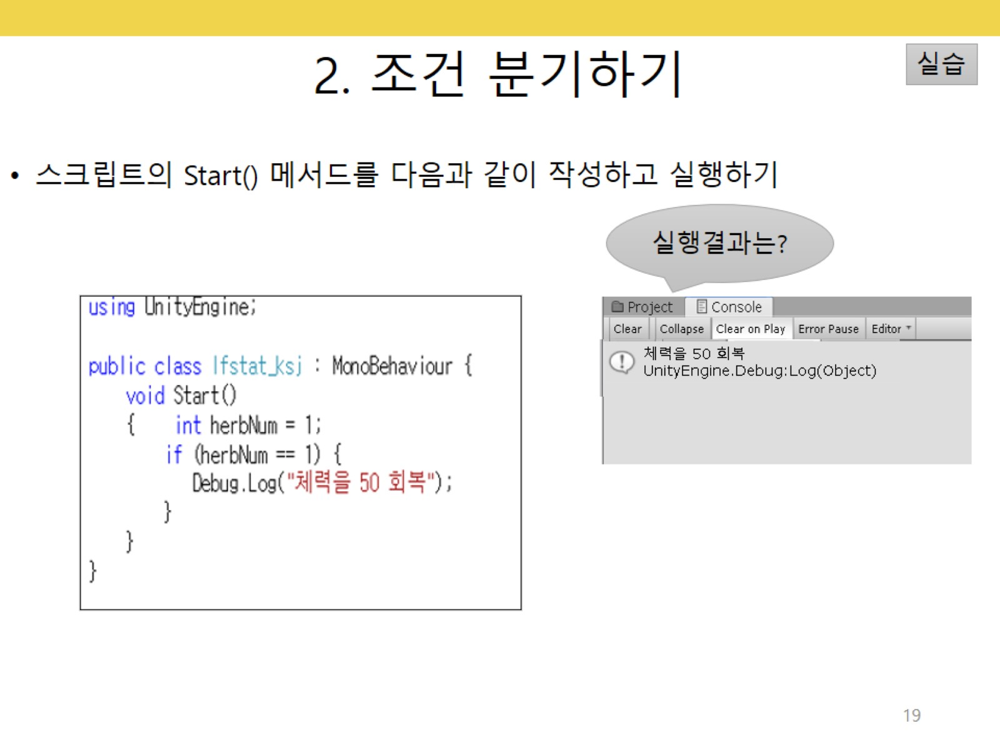 2. 조건 분기하기
실습
• 스크립트의 Start() 메서드를 다음과 같이 작성하고 실행하기
실행결과는?
using UnityEngine;
public class Ifstat_ksj : MonoBehaviour {
void Start()
{ int herbNum = 1;
if (herbNum == 1) {
Debug.Log("체력을 50 회복");
}
}
}
Project Console
Clear Collapse Clear on Play Error Pause Editor
체력을 50 회복
UnityEngine.Debug:Log(Object)
19